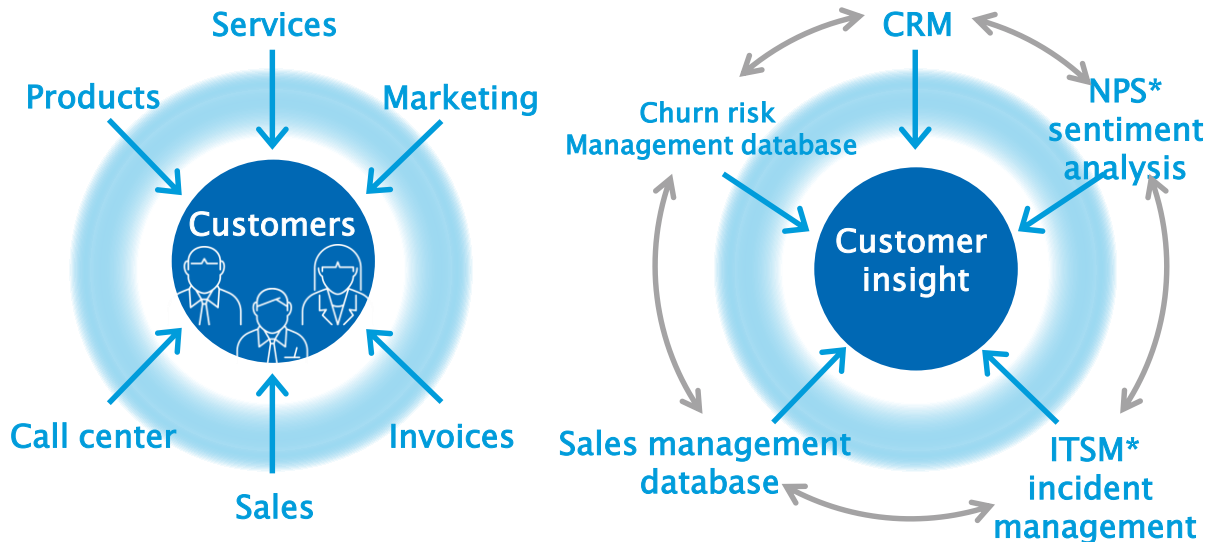 Services
Products
Marketing
Customers
Call center
Invoices
Sales
CRM
Churn risk
Management database
NPS*
sentiment
analysis
Customer
insight
Sales management
database
ITSM*
incident
management